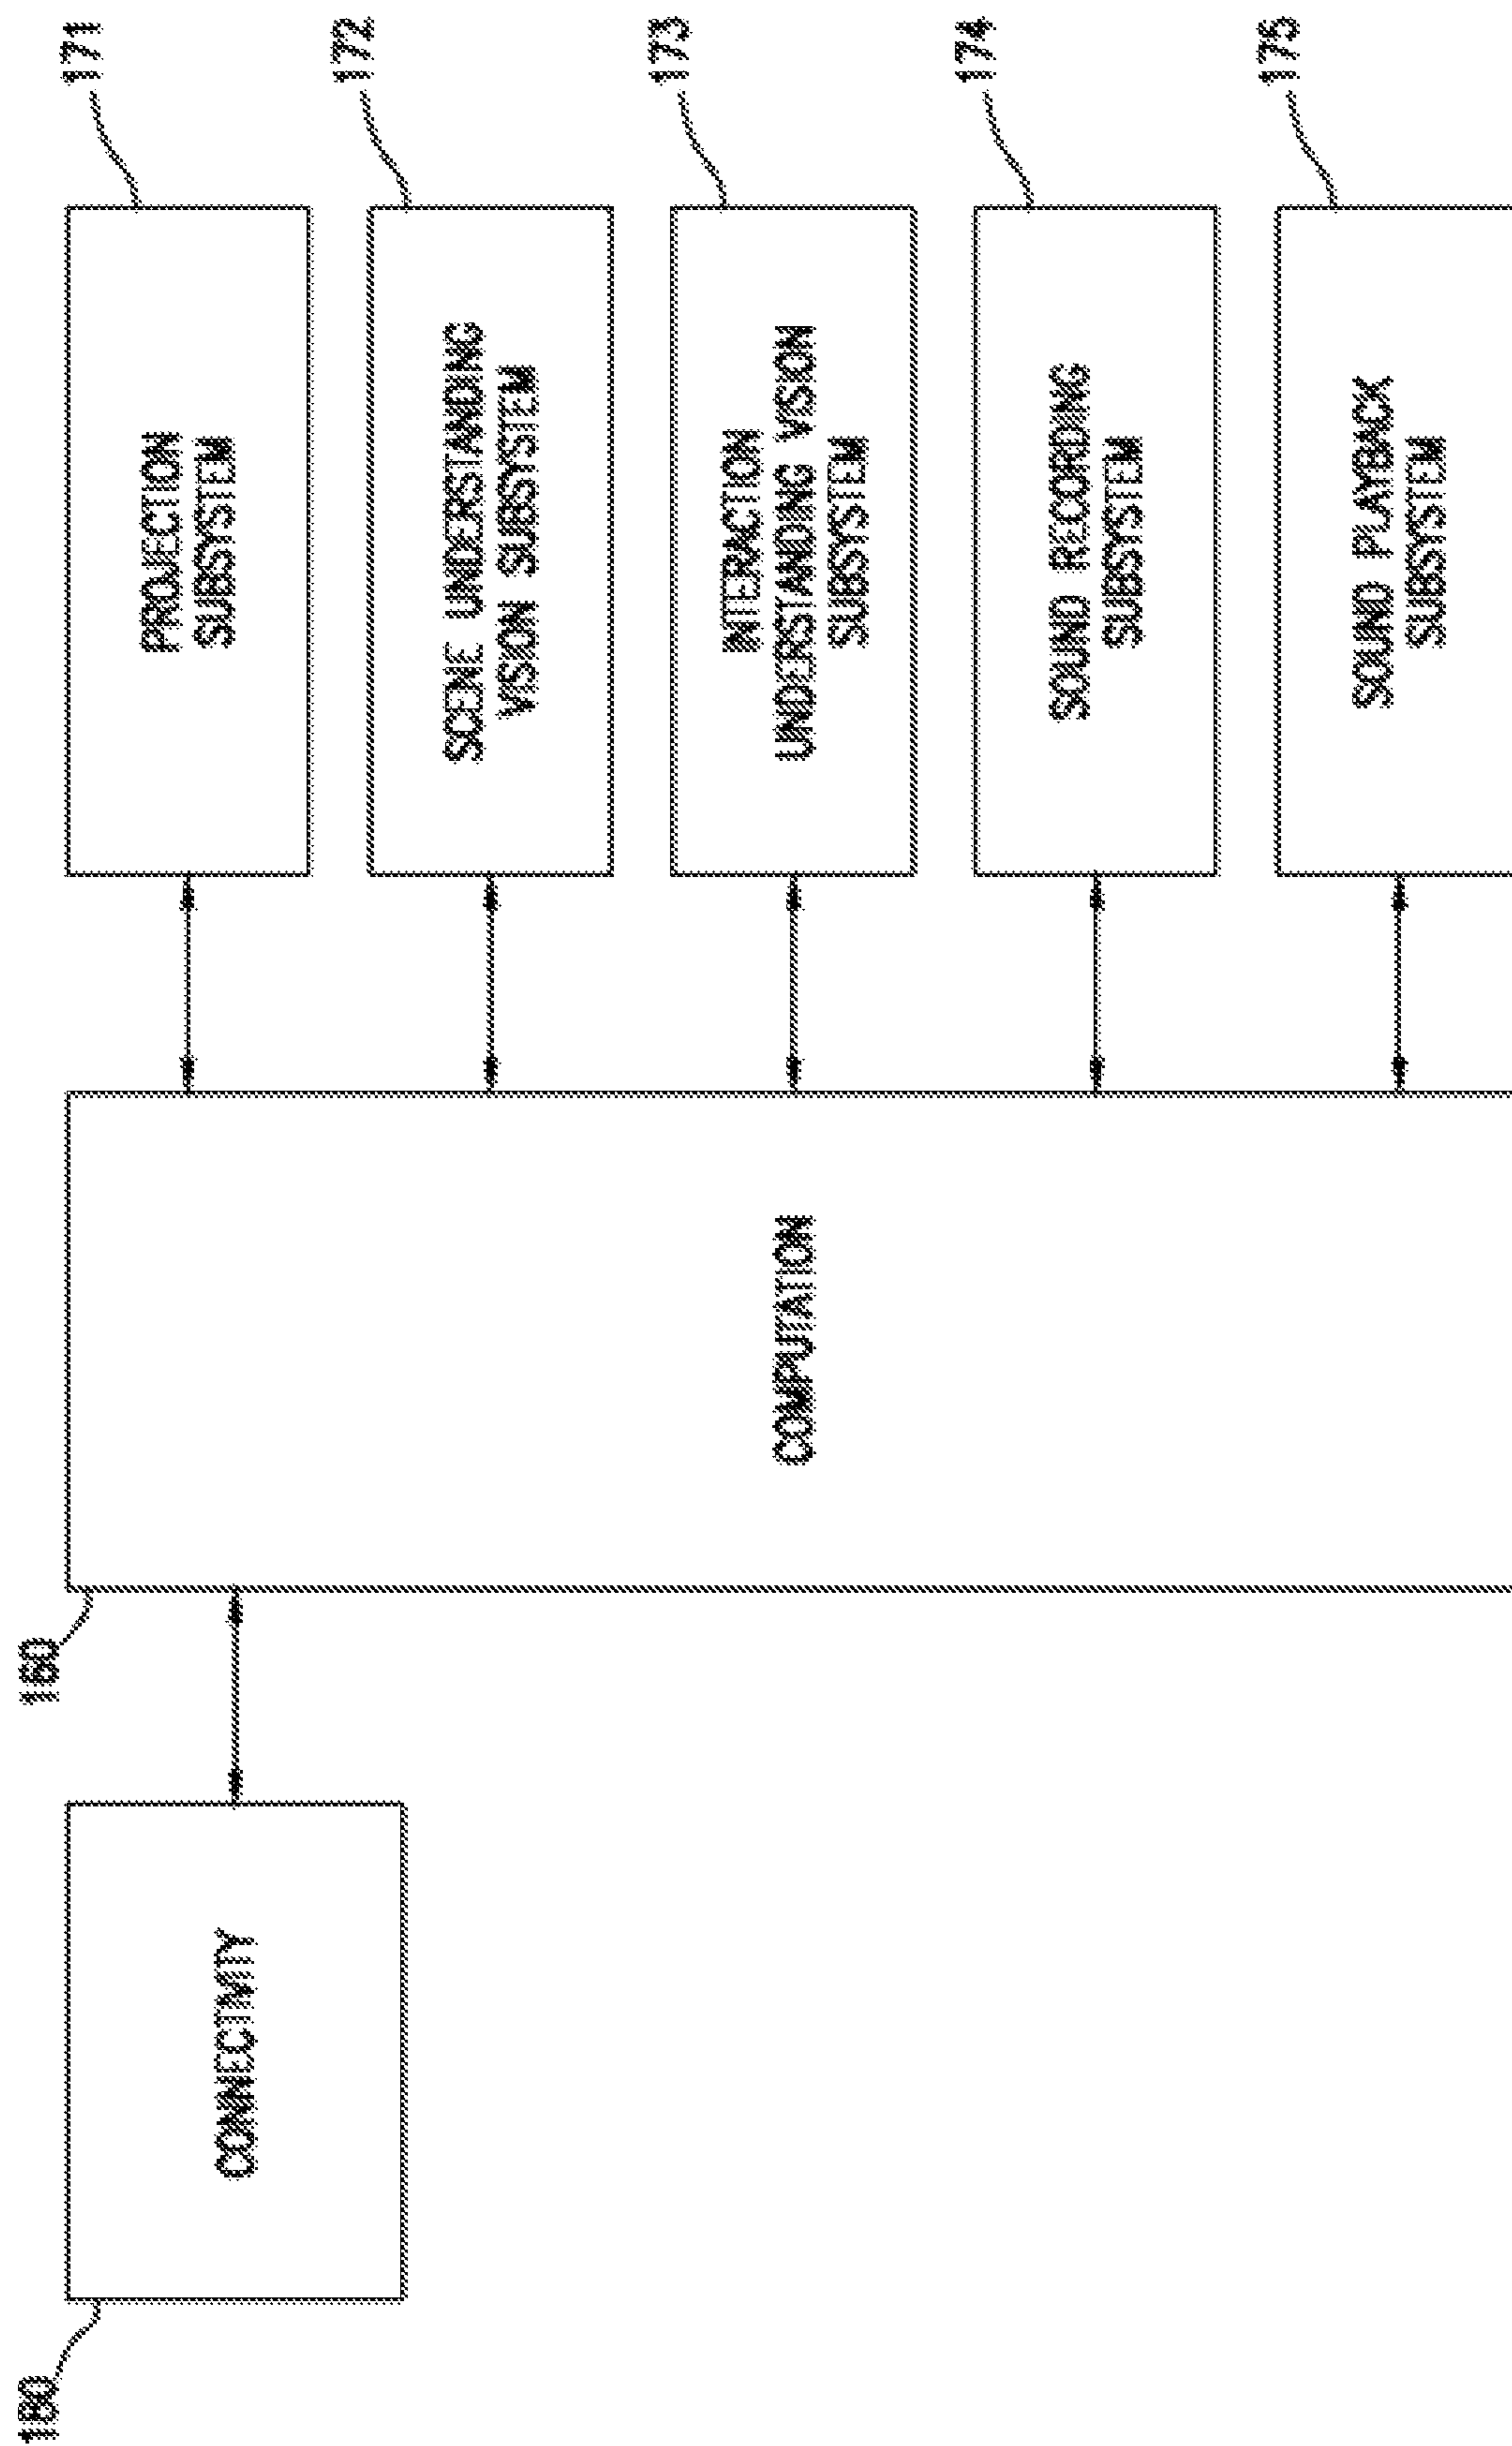 180
CONNECTIVITY
160
COMPUTATION
171
PROJECTION
SUBSYSTEM
172
SCENE UNDERSTANDING
VISION SUBSYSTEM
173
INTERACTION
UNDERSTANDING VISION
SUBSYSTEM
174
SOUND RECORDING
SUBSYSTEM
175
SOUND PLAYBACK
SUBSYSTEM